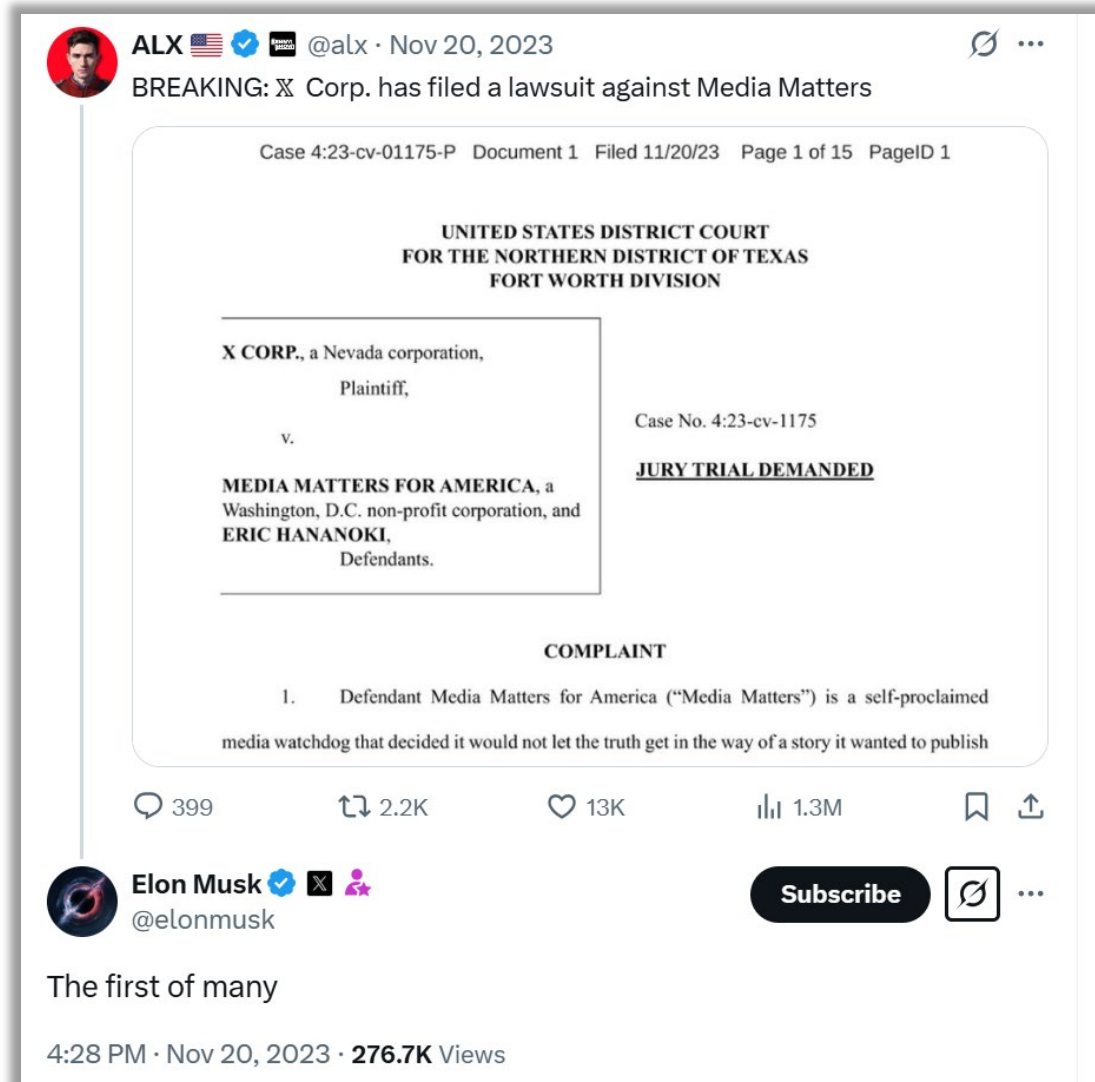 ALX @alx · Nov 20, 2023
BREAKING: 𝕏 Corp. has filed a lawsuit against Media Matters
Case 4:23-cv-01175-P Document 1 Filed 11/20/23 Page 1 of 15 PageID 1
UNITED STATES DISTRICT COURT
FOR THE NORTHERN DISTRICT OF TEXAS
FORT WORTH DIVISION
X CORP., a Nevada corporation,
Plaintiff,
v.
MEDIA MATTERS FOR AMERICA, a
Washington, D.C. non-profit corporation, and
ERIC HANANOKI,
Defendants.
Case No. 4:23-cv-1175
JURY TRIAL DEMANDED
COMPLAINT
1. Defendant Media Matters for America (“Media Matters”) is a self-proclaimed
media watchdog that decided it would not let the truth get in the way of a story it wanted to publish
399 2.2K 13K 1.3M
Elon Musk
@elonmusk
Subscribe
The first of many
4:28 PM · Nov 20, 2023 · 276.7K Views